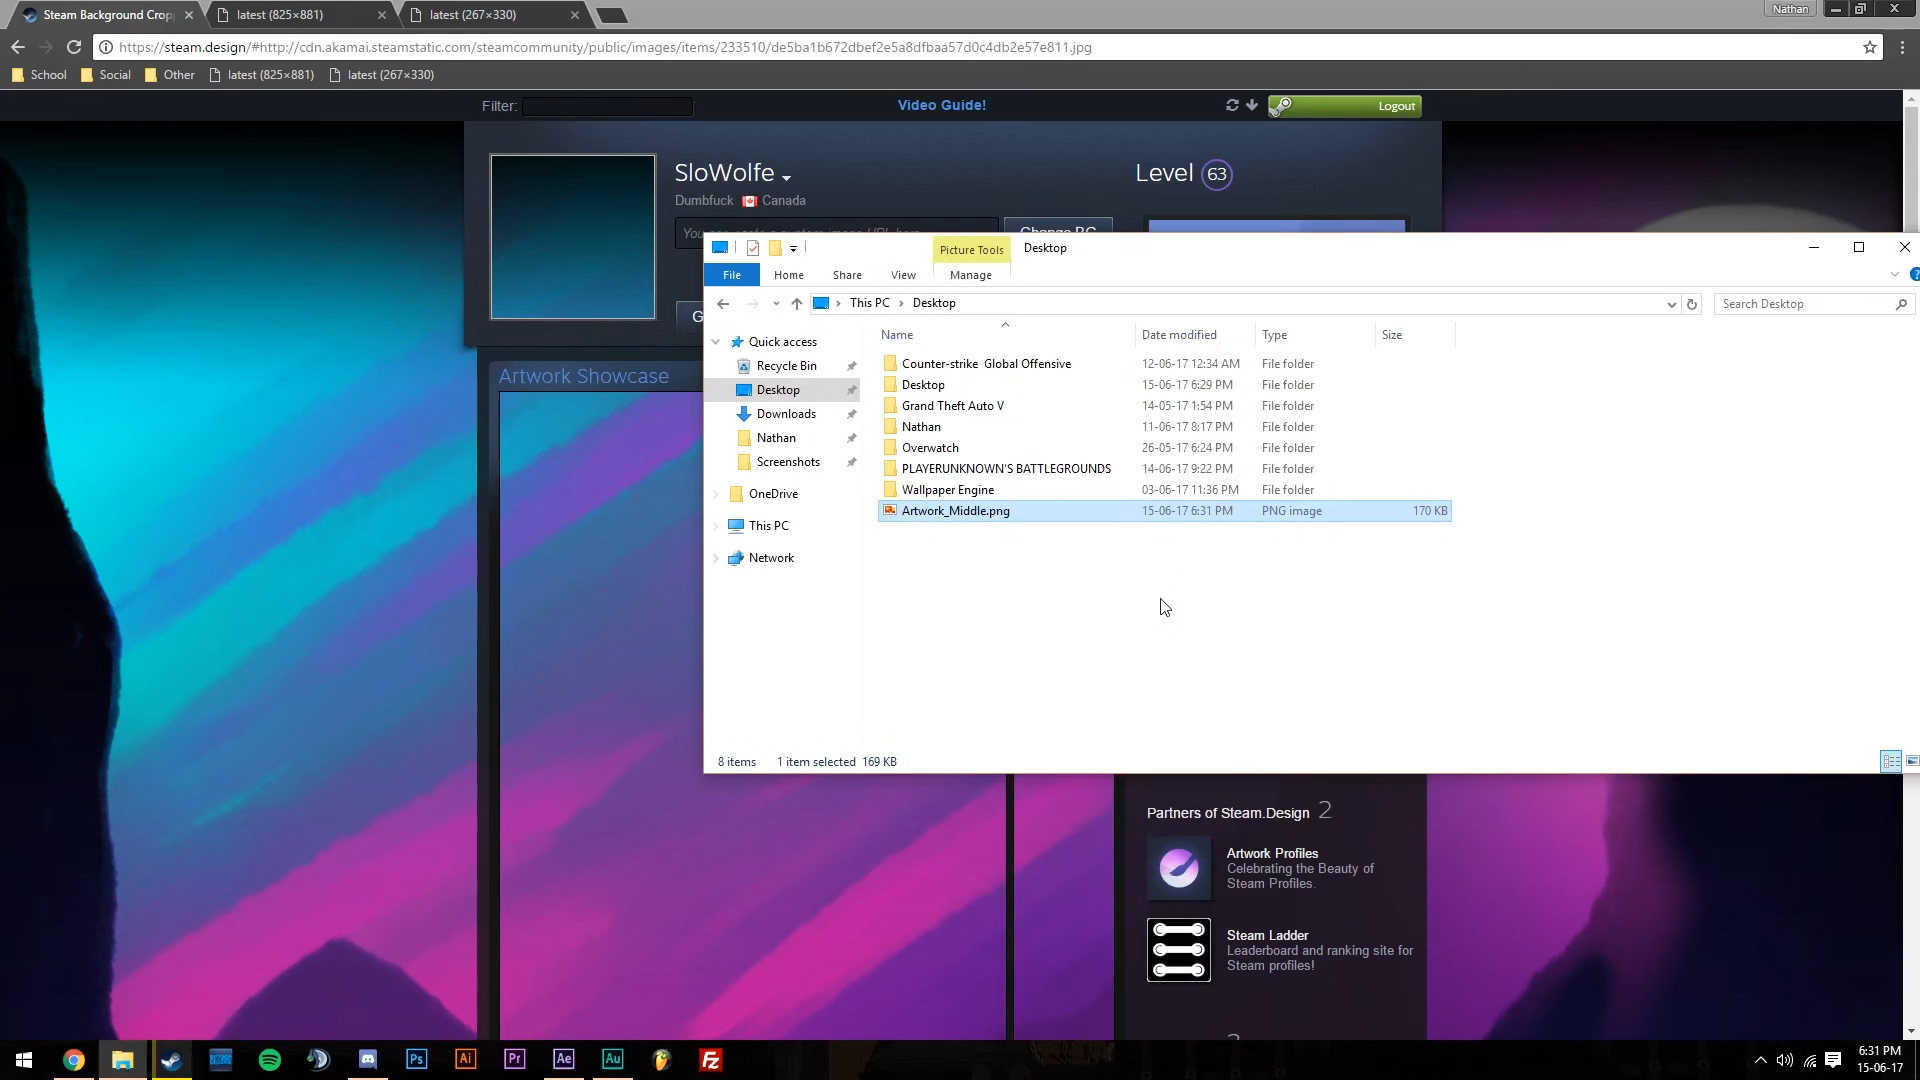 Steam Background Cropp
latest (825×881)
latest (267×330)
Nathan
https://steam.design/#http://cdn.akamai.steamstatic.com/steamcommunity/public/images/items/233510/de5ba1b672dbef2e5a8dfbaa57d0c4db2e57e811.jpg
School
Social
Other
latest (825×881)
latest (267×330)
Filter:
Video Guide!
Logout
SloWolfe
Level 63
Dumbfuck Canada
Change BG
G
Artwork Showcase
Picture Tools
Desktop
File
Home
Share
View
Manage
This PC
Desktop
Search Desktop
Name
Date modified
Type
Size
Quick access
Recycle Bin
Desktop
Downloads
Nathan
Screenshots
OneDrive
This PC
Network
Counter-strike Global Offensive 12-06-17 12:34 AM File folder
Desktop 15-06-17 6:29 PM File folder
Grand Theft Auto V 14-05-17 1:54 PM File folder
Nathan 11-06-17 8:17 PM File folder
Overwatch 26-05-17 6:24 PM File folder
PLAYERUNKNOWN'S BATTLEGROUNDS 14-06-17 9:22 PM File folder
Wallpaper Engine 03-06-17 11:36 PM File folder
Artwork_Middle.png 15-06-17 6:31 PM PNG image 170 KB
8 items
1 item selected 169 KB
Partners of Steam.Design 2
Artwork Profiles
Celebrating the Beauty of
Steam Profiles.
Steam Ladder
Leaderboard and ranking site for
Steam profiles!
Ps
Ai
Pr
Ae
Au
Fz
6:31 PM
15-06-17